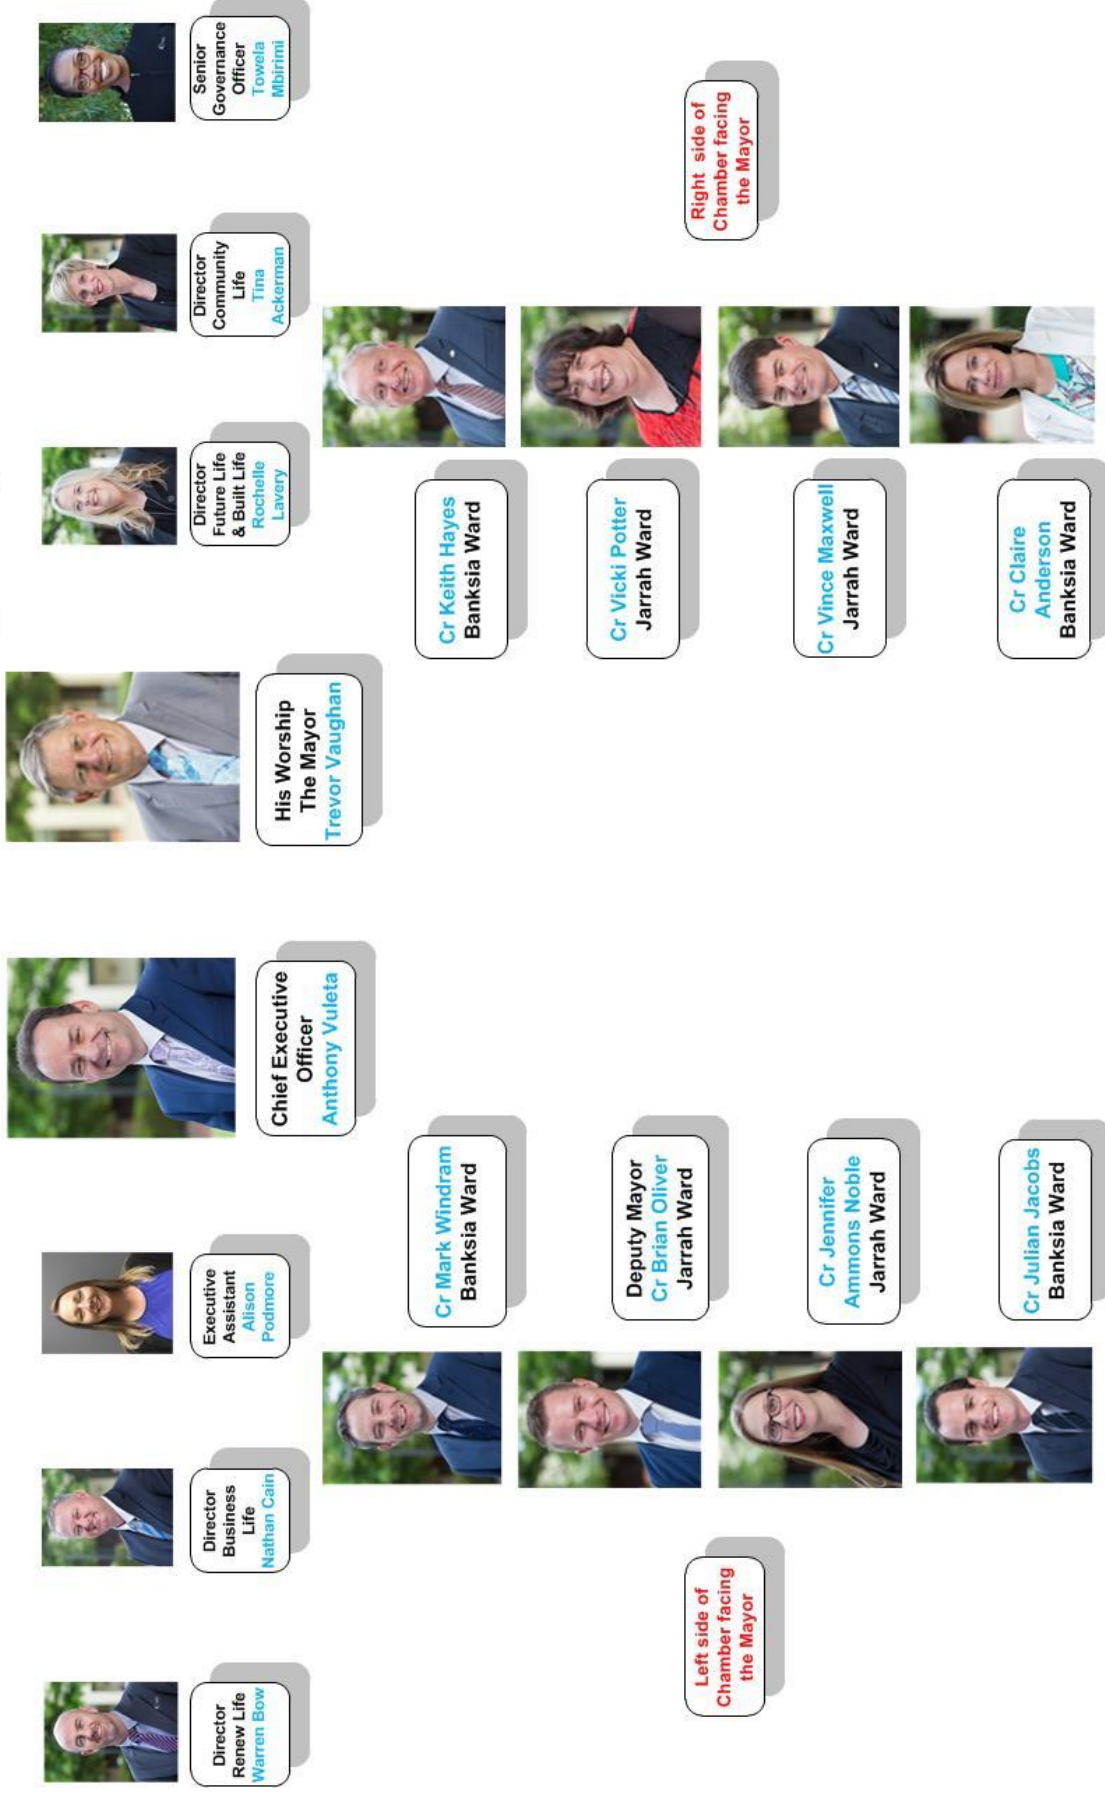 Director
Renew Life
Warren Bow
Director
Business
Life
Nathan Cain
Executive
Assistant
Alison
Podmore
Chief Executive
Officer
Anthony Vuleta
His Worship
The Mayor
Trevor Vaughan
Director
Future Life
& Built Life
Rochelle
Lavery
Director
Community
Life
Tina
Ackerman
Senior
Governance
Officer
Towela
Mbirimi
Cr Mark Windram
Banksia Ward
Cr Keith Hayes
Banksia Ward
Deputy Mayor
Cr Brian Oliver
Jarrah Ward
Cr Vicki Potter
Jarrah Ward
Left side of
Chamber facing
the Mayor
Right side of
Chamber facing
the Mayor
Cr Jennifer
Ammons Noble
Jarrah Ward
Cr Vince Maxwell
Jarrah Ward
Cr Julian Jacobs
Banksia Ward
Cr Claire
Anderson
Banksia Ward